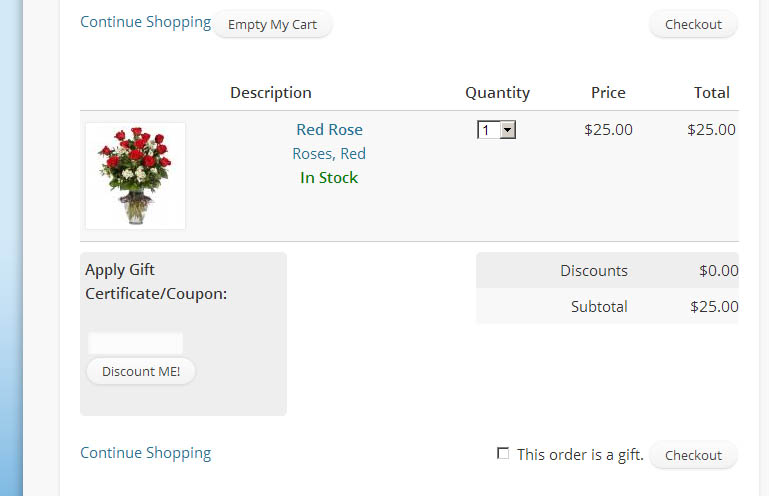 Continue Shopping Empty My Cart Checkout
Description Quantity Price Total
Red Rose 1 $25.00 $25.00
Roses, Red
In Stock
Apply Gift Discounts $0.00
Certificate/Coupon: Subtotal $25.00
Discount ME!
Continue Shopping This order is a gift. Checkout